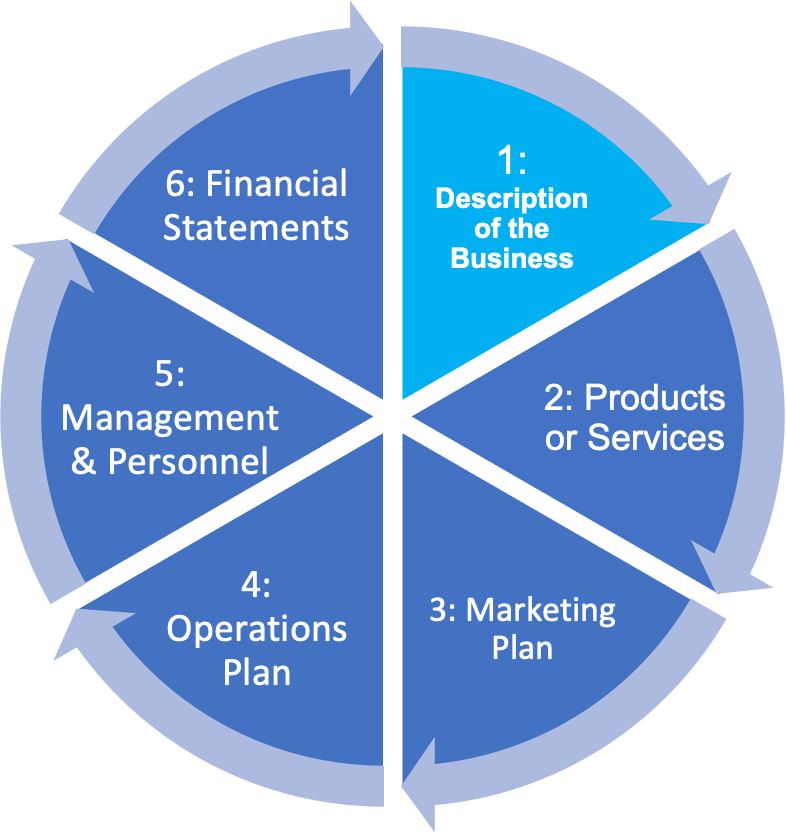 1:
Description
of the
Business
2: Products
or Services
3: Marketing
Plan
4:
Operations
Plan
5:
Management
& Personnel
6: Financial
Statements